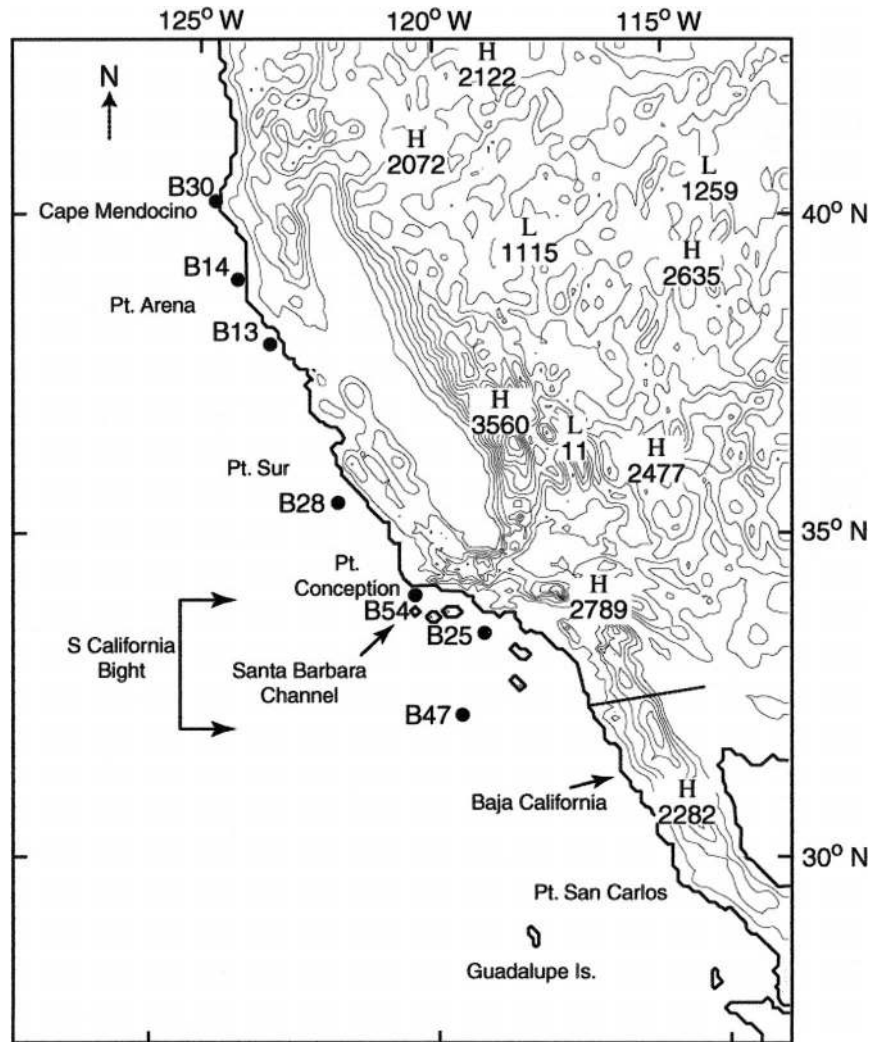 125° W
120° W
115° W
N
H
2122
H
2072
L
1259
B30
Cape Mendocino
40° N
L
1115
H
2635
B14
Pt. Arena
B13
H
3560
L
11
H
2477
Pt. Sur
B28
35° N
Pt.
Conception
H
2789
B54
B25
S California
Bight
Santa Barbara
Channel
B47
Baja California
H
2282
30° N
Pt. San Carlos
Guadalupe Is.